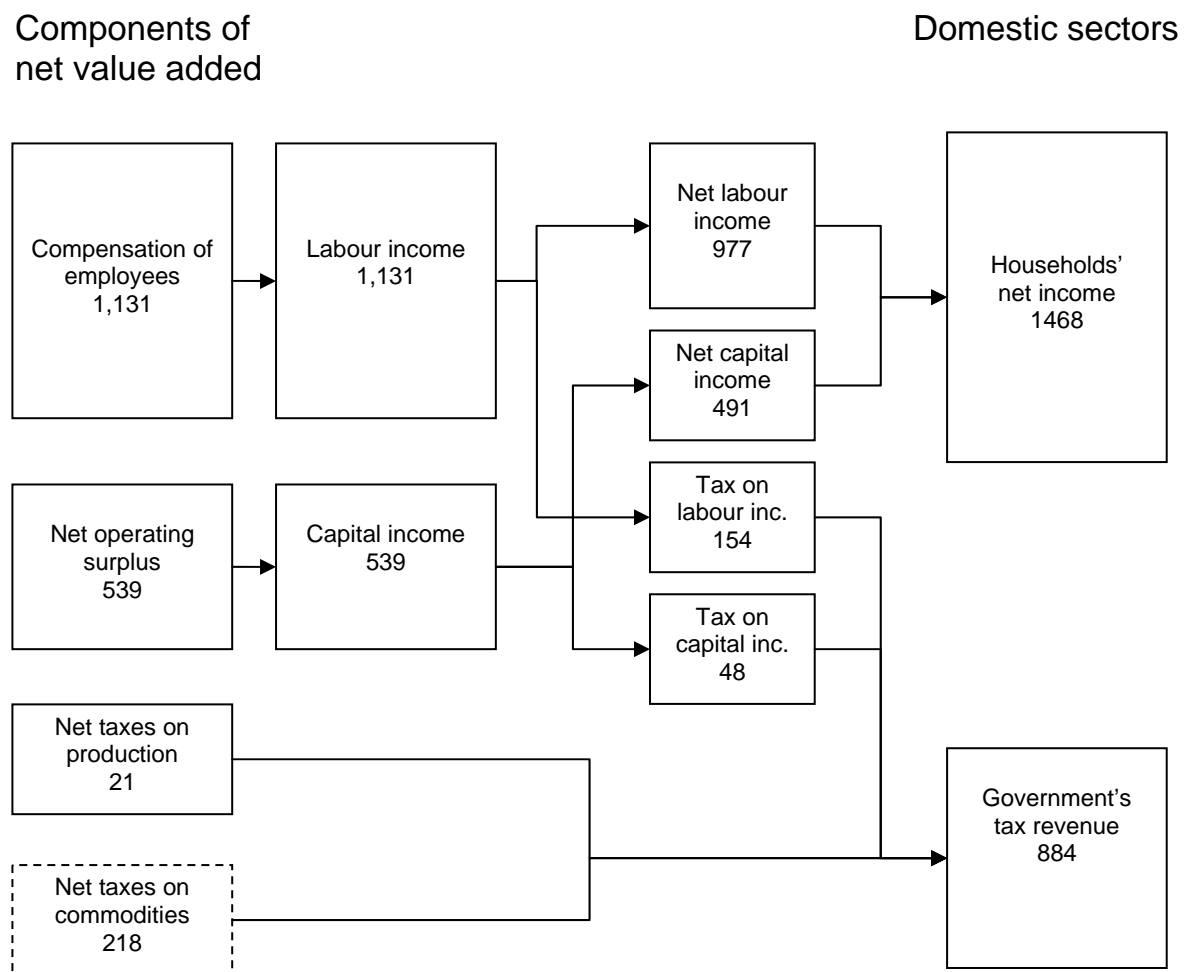 Components of
net value added
Domestic sectors
Compensation of
employees
1,131
Labour income
1,131
Net labour
income
977
Households’
net income
1468
Net capital
income
491
Net operating
surplus
539
Capital income
539
Tax on
labour inc.
154
Tax on
capital inc.
48
Net taxes on
production
21
Government’s
tax revenue
884
Net taxes on
commodities
218